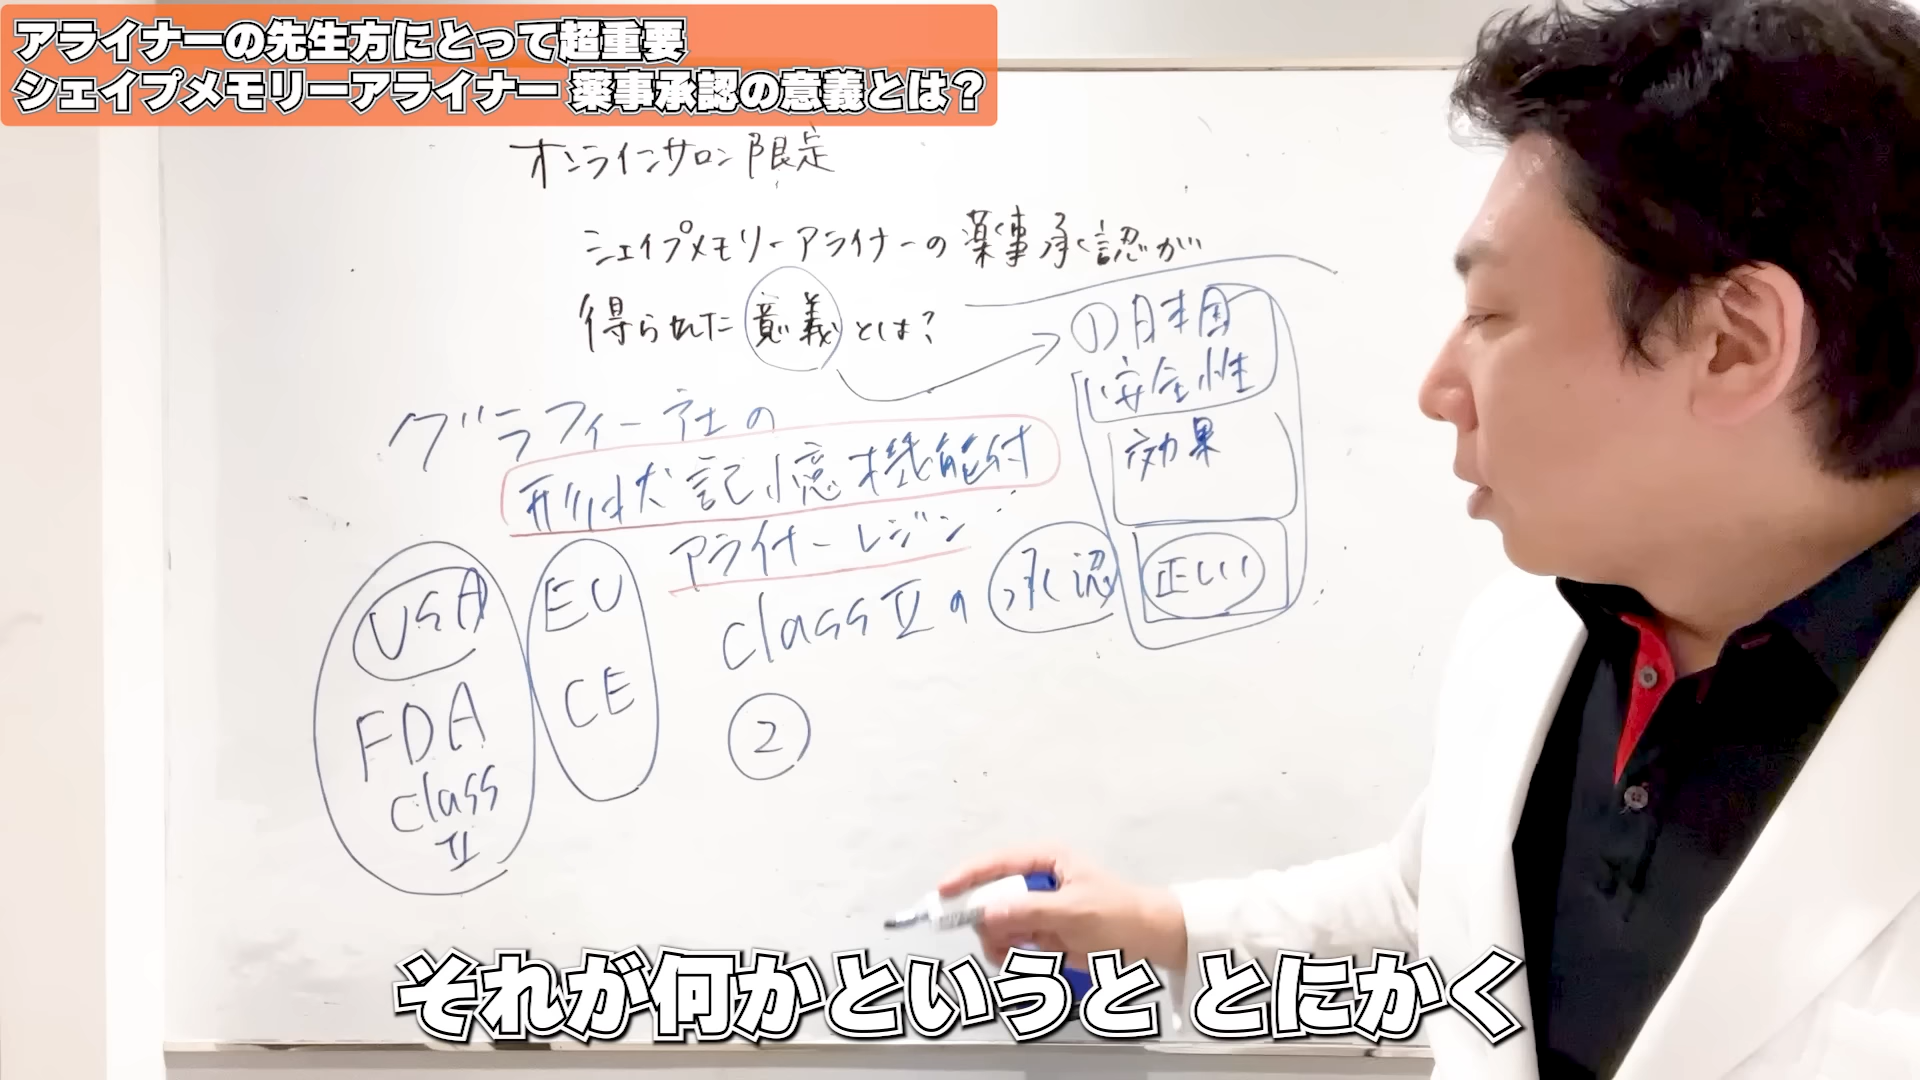 アライナーの先生方にとって超重要
シェイプメモリーアライナー 薬事承認の意義とは？
オンラインサロン限定
シェイプメモリーアライナーの薬事承認が
得られた意義とは？
① 日本国
安全性
効果
正しい
グラフィー社の
形状記憶機能付
アライナーレジン
class Ⅱの承認
USA
FDA
class
Ⅱ
EU
CE
②
それが何かというと とにかく